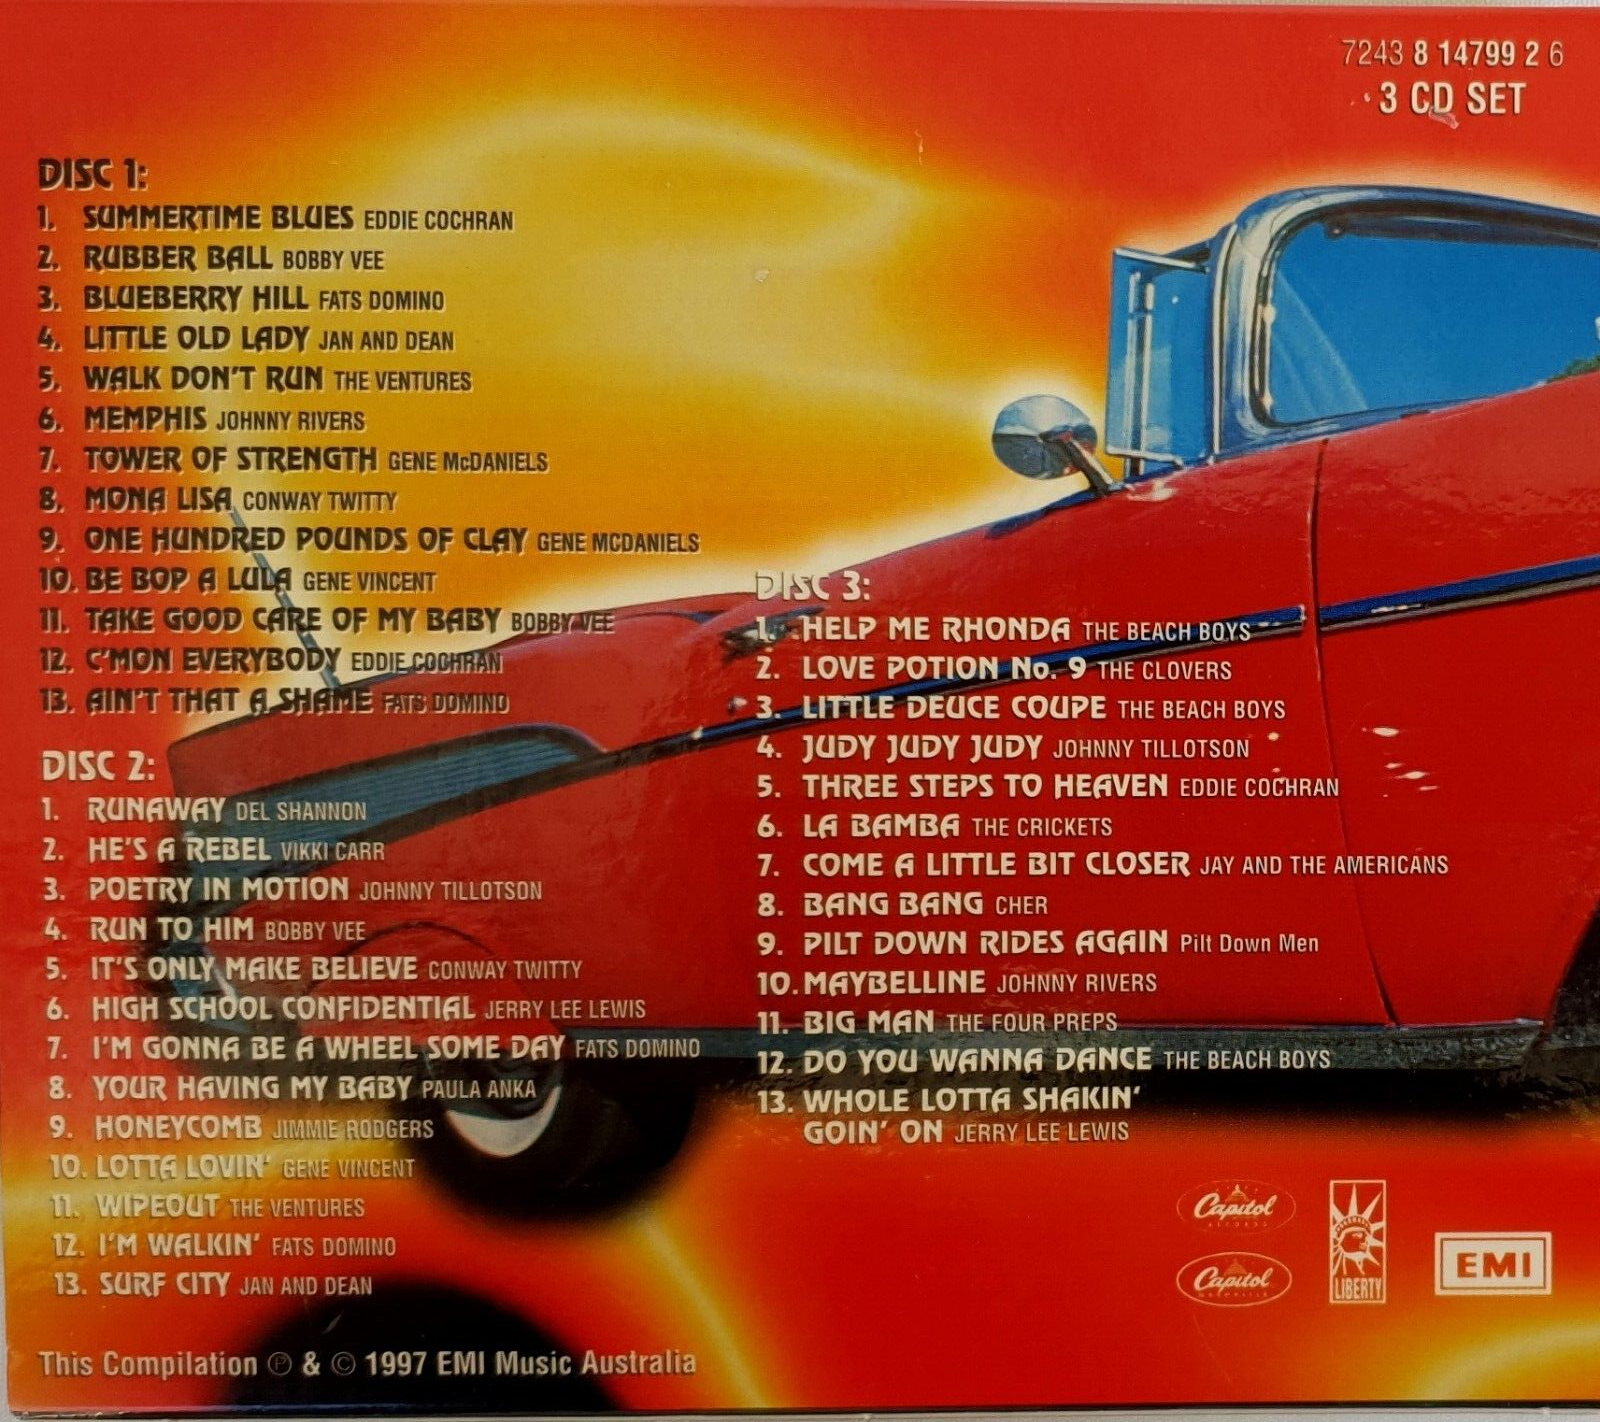 7243 8 14799 2 6
3 CD SET
DISC 1:
1. SUMMERTIME BLUES EDDIE COCHRAN
2. RUBBER BALL BOBBY VEE
3. BLUEBERRY HILL FATS DOMINO
4. LITTLE OLD LADY JAN AND DEAN
5. WALK DON'T RUN THE VENTURES
6. MEMPHIS JOHNNY RIVERS
7. TOWER OF STRENGTH GENE McDANIELS
8. MONA LISA CONWAY TWITTY
9. ONE HUNDRED POUNDS OF CLAY GENE MCDANIELS
10. BE BOP A LULA GENE VINCENT
11. TAKE GOOD CARE OF MY BABY BOBBY VEE
12. C'MON EVERYBODY EDDIE COCHRAN
13. AIN'T THAT A SHAME FATS DOMINO
DISC 2:
1. RUNAWAY DEL SHANNON
2. HE'S A REBEL VIKKI CARR
3. POETRY IN MOTION JOHNNY TILLOTSON
4. RUN TO HIM BOBBY VEE
5. IT'S ONLY MAKE BELIEVE CONWAY TWITTY
6. HIGH SCHOOL CONFIDENTIAL JERRY LEE LEWIS
7. I'M GONNA BE A WHEEL SOME DAY FATS DOMINO
8. YOUR HAVING MY BABY PAULA ANKA
9. HONEYCOMB JIMMIE RODGERS
10. LOTTA LOVIN' GENE VINCENT
11. WIPEOUT THE VENTURES
12. I'M WALKIN' FATS DOMINO
13. SURF CITY JAN AND DEAN
DISC 3:
1. HELP ME RHONDA THE BEACH BOYS
2. LOVE POTION No. 9 THE CLOVERS
3. LITTLE DEUCE COUPE THE BEACH BOYS
4. JUDY JUDY JUDY JOHNNY TILLOTSON
5. THREE STEPS TO HEAVEN EDDIE COCHRAN
6. LA BAMBA THE CRICKETS
7. COME A LITTLE BIT CLOSER JAY AND THE AMERICANS
8. BANG BANG CHER
9. PILT DOWN RIDES AGAIN Pilt Down Men
10. MAYBELLINE JOHNNY RIVERS
11. BIG MAN THE FOUR PREPS
12. DO YOU WANNA DANCE THE BEACH BOYS
13. WHOLE LOTTA SHAKIN'
GOIN' ON JERRY LEE LEWIS
Capitol
RECORDS
Capitol
LIBERTY
EMI
This Compilation ℗ & © 1997 EMI Music Australia